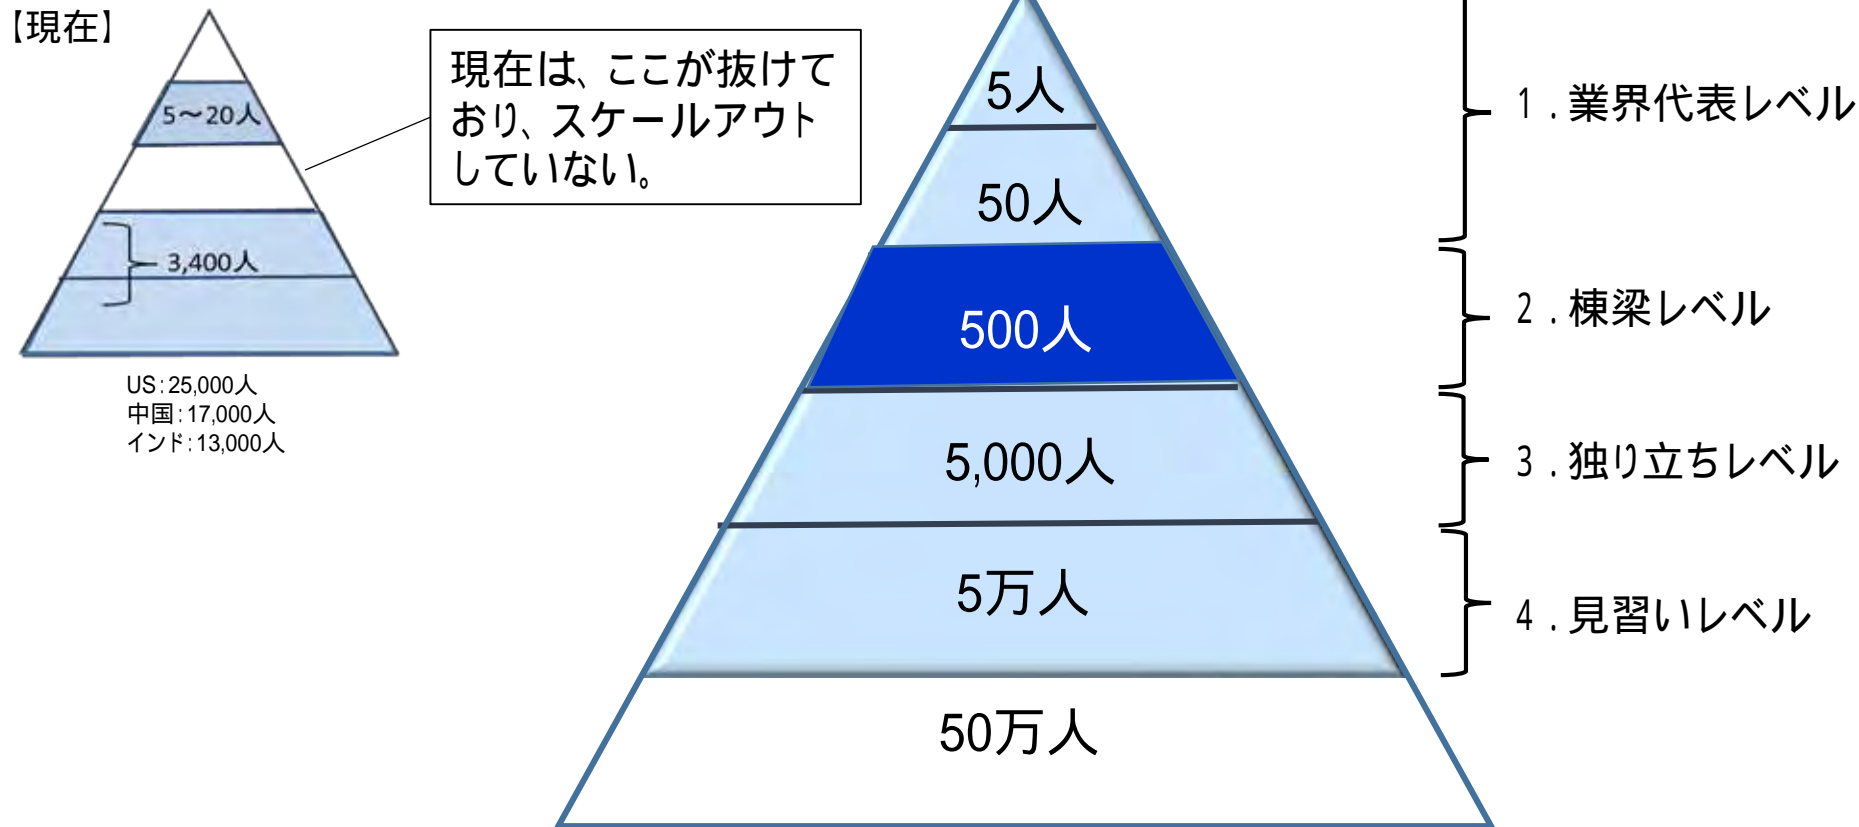 【現在】
5～20人
3,400人
US：25,000人
中国：17,000人
インド：13,000人
現在は、ここが抜けて
おり、スケールアウト
していない。
5人
50人
500人
5,000人
5万人
50万人
1．業界代表レベル
2．棟梁レベル
3．独り立ちレベル
4．見習いレベル